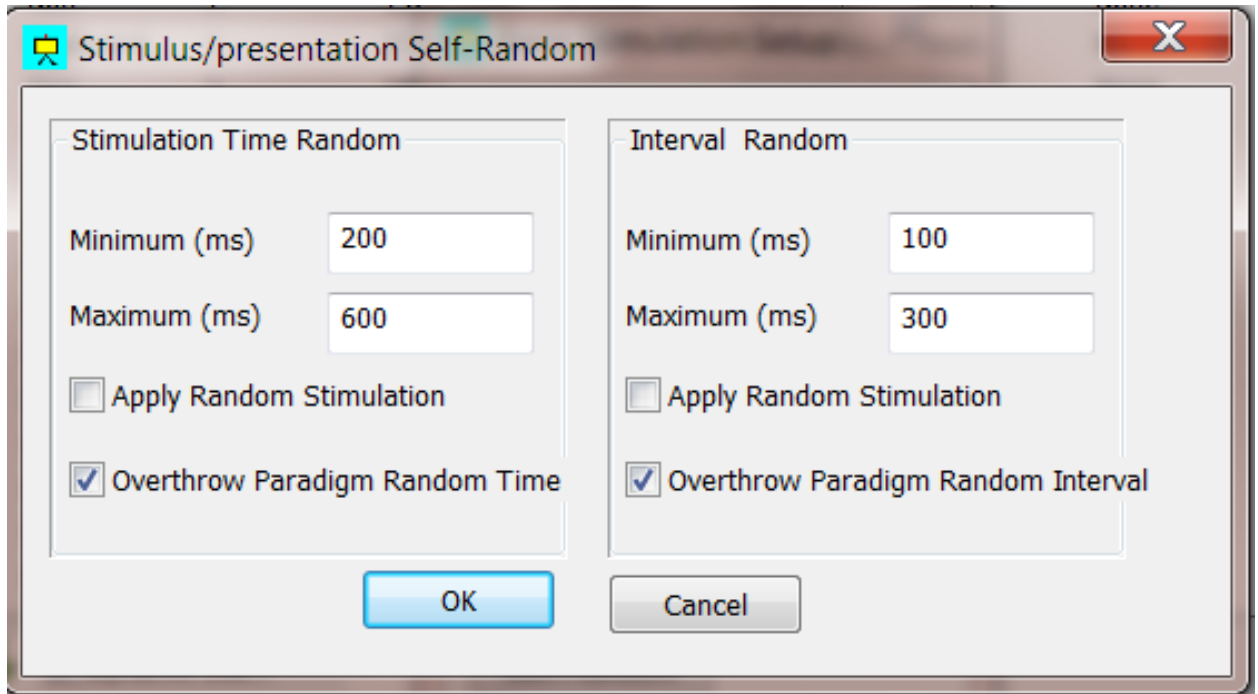 Stimulus/presentation Self-Random
Stimulation Time Random
Minimum (ms) 200
Maximum (ms) 600
Apply Random Stimulation
Overthrow Paradigm Random Time
Interval Random
Minimum (ms) 100
Maximum (ms) 300
Apply Random Stimulation
Overthrow Paradigm Random Interval
OK
Cancel